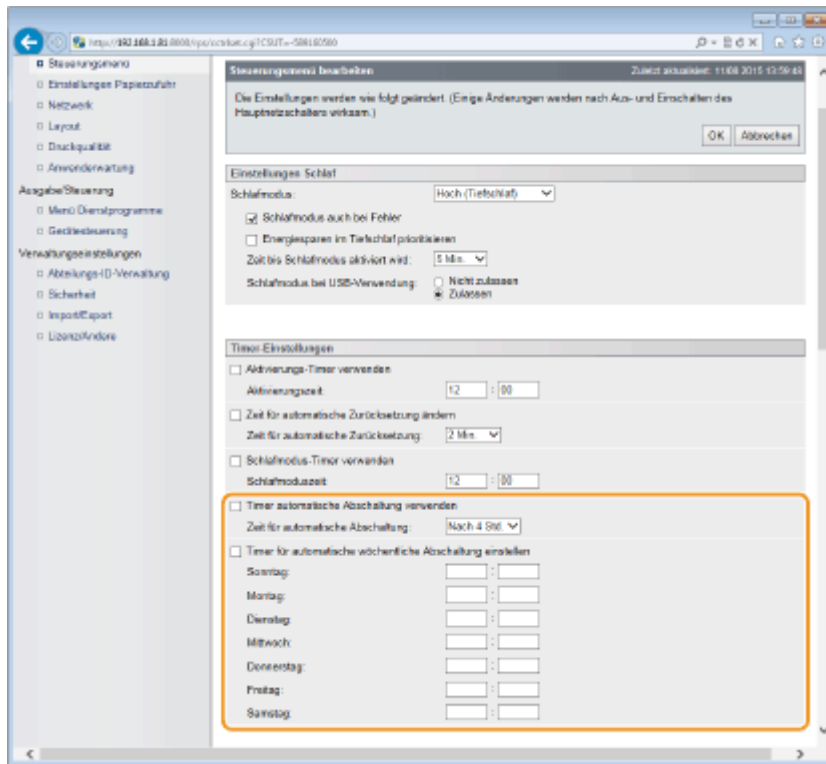 Steuerungsmenü
Einstellungen Papierzufuhr
Netzwerk
Layout
Druckqualität
Anwenderwartung
Ausgabe/Steuerung
Menü Dienstprogramme
Gerätesteuerung
Verwaltungseinstellungen
Abteilungs-ID-Verwaltung
Sicherheit
Import/Export
Lizenz/Andere
Steuerungsmenü bearbeiten
Zuletzt aktualisiert: 11/08 2015 13:59:43
Die Einstellungen werden wie folgt geändert. (Einige Änderungen werden nach Aus- und Einschalten des
Hauptnetzschalters wirksam.)
OK Abbrechen
Einstellungen Schlaf
Schlafmodus: Hoch (Tiefschlaf)
Schlafmodus auch bei Fehler
Energiesparen im Tiefschlaf prioritisieren
Zeit bis Schlafmodus aktiviert wird: 5 Min.
Schlafmodus bei USB-Verwendung: Nicht zulassen
Zulassen
Timer-Einstellungen
Aktivierungs-Timer verwenden
Aktivierungszeit: 12 : 00
Zeit für automatische Zurücksetzung ändern
Zeit für automatische Zurücksetzung: 2 Min.
Schlafmodus-Timer verwenden
Schlafmoduszeit: 12 : 00
Timer automatische Abschaltung verwenden
Zeit für automatische Abschaltung: Nach 4 Std.
Timer für automatische wöchentliche Abschaltung einstellen
Sonntag: :
Montag: :
Dienstag: :
Mittwoch: :
Donnerstag: :
Freitag: :
Samstag: :